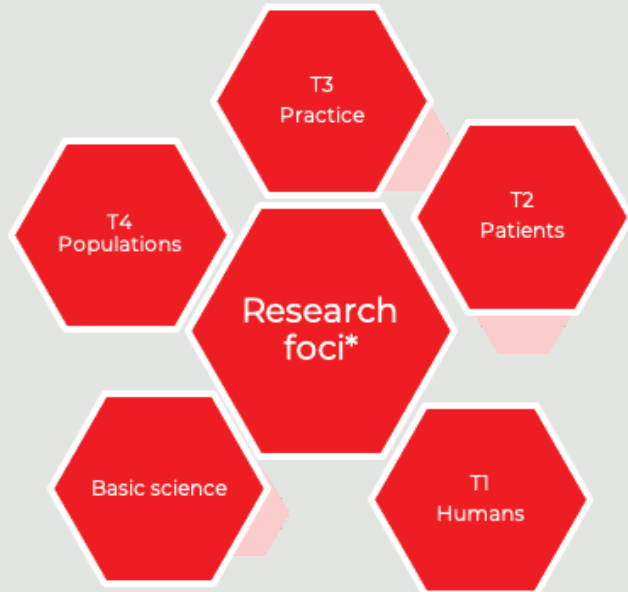 T3
Practice
T2
Patients
T4
Populations
Research
foci*
Basic science
T1
Humans